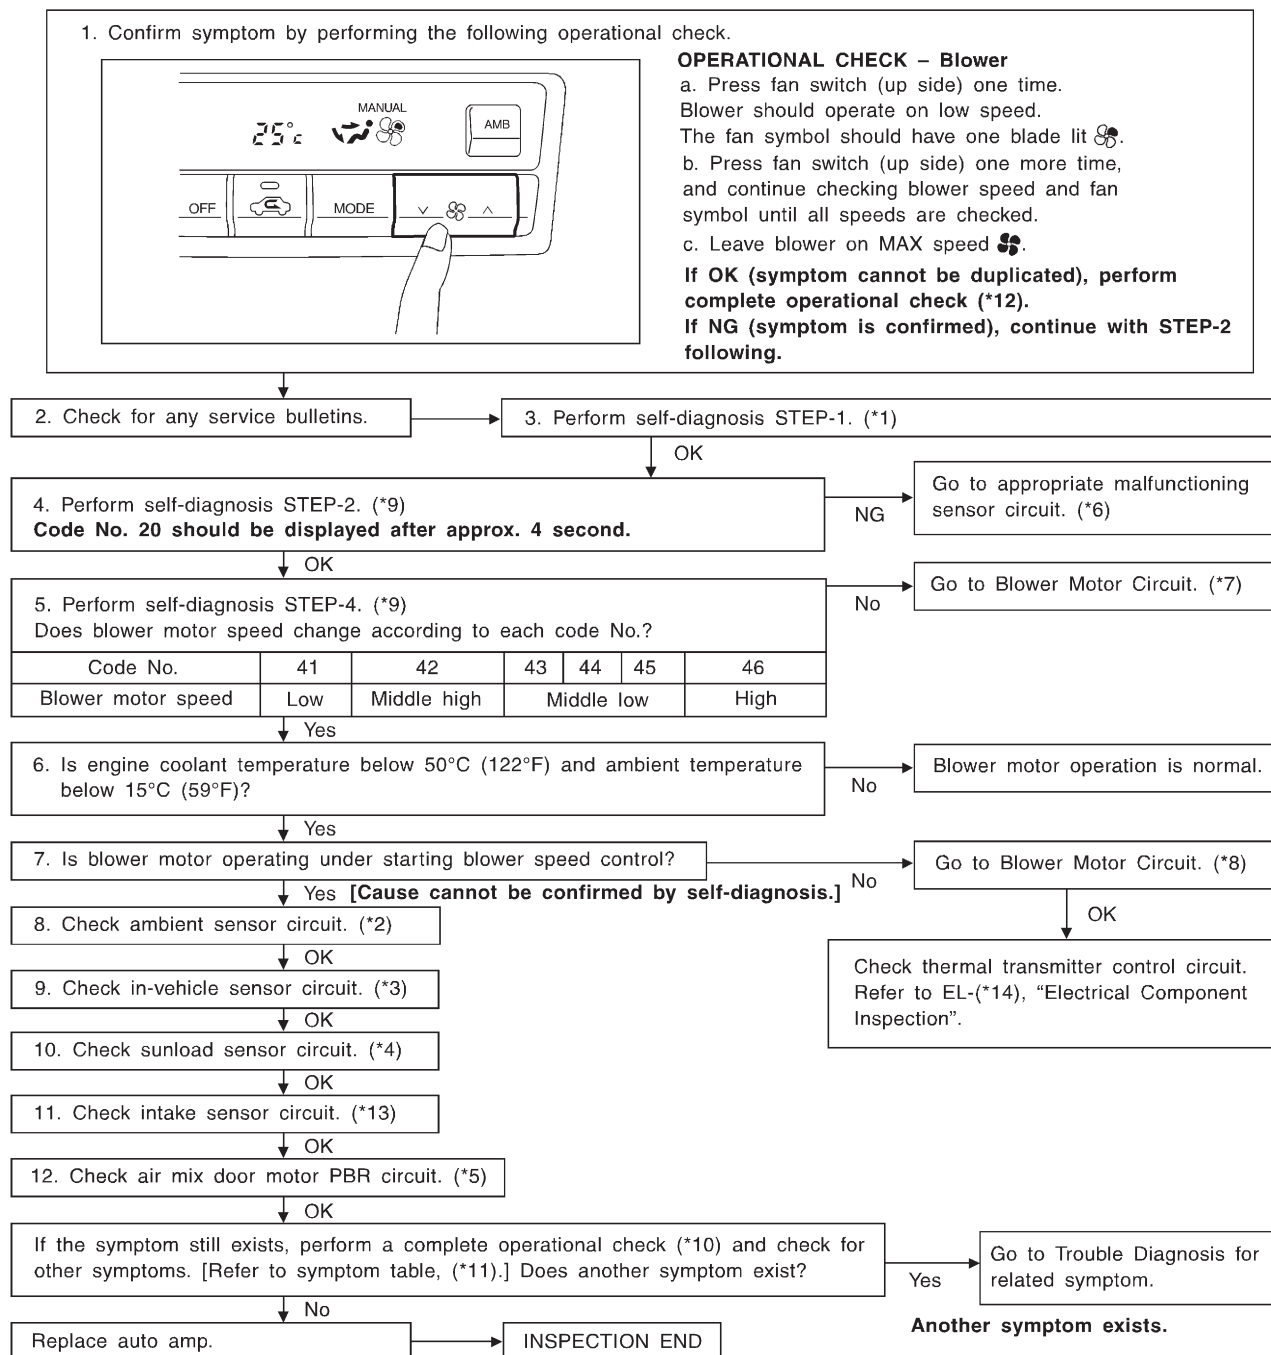 1. Confirm symptom by performing the following operational check.
25°c
MANUAL
AMB
OFF
MODE
OPERATIONAL CHECK – Blower
a. Press fan switch (up side) one time.
Blower should operate on low speed.
The fan symbol should have one blade lit.
b. Press fan switch (up side) one more time,
and continue checking blower speed and fan
symbol until all speeds are checked.
c. Leave blower on MAX speed.
If OK (symptom cannot be duplicated), perform
complete operational check (*12).
If NG (symptom is confirmed), continue with STEP-2
following.
2. Check for any service bulletins.
3. Perform self-diagnosis STEP-1. (*1)
OK
4. Perform self-diagnosis STEP-2. (*9)
Code No. 20 should be displayed after approx. 4 second.
NG
Go to appropriate malfunctioning
sensor circuit. (*6)
OK
5. Perform self-diagnosis STEP-4. (*9)
Does blower motor speed change according to each code No.?
No
Go to Blower Motor Circuit. (*7)
Code No. 41 42 43 44 45 46
Blower motor speed Low Middle high Middle low High
Yes
6. Is engine coolant temperature below 50°C (122°F) and ambient temperature
below 15°C (59°F)?
No
Blower motor operation is normal.
Yes
7. Is blower motor operating under starting blower speed control?
No
Go to Blower Motor Circuit. (*8)
Yes [Cause cannot be confirmed by self-diagnosis.]
OK
Check thermal transmitter control circuit.
Refer to EL-(*14), “Electrical Component
Inspection”.
8. Check ambient sensor circuit. (*2)
OK
9. Check in-vehicle sensor circuit. (*3)
OK
10. Check sunload sensor circuit. (*4)
OK
11. Check intake sensor circuit. (*13)
OK
12. Check air mix door motor PBR circuit. (*5)
OK
If the symptom still exists, perform a complete operational check (*10) and check for
other symptoms. [Refer to symptom table, (*11).] Does another symptom exist?
Yes
Go to Trouble Diagnosis for
related symptom.
Another symptom exists.
No
Replace auto amp.
INSPECTION END